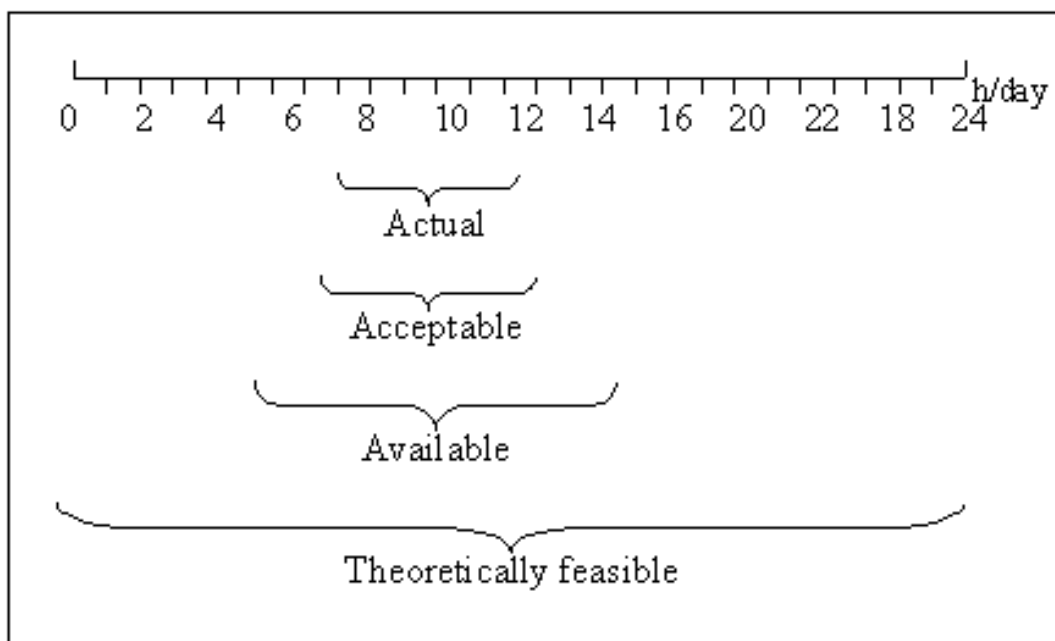 h/day
0 2 4 6 8 10 12 14 16 20 22 18 24
Actual
Acceptable
Available
Theoretically feasible